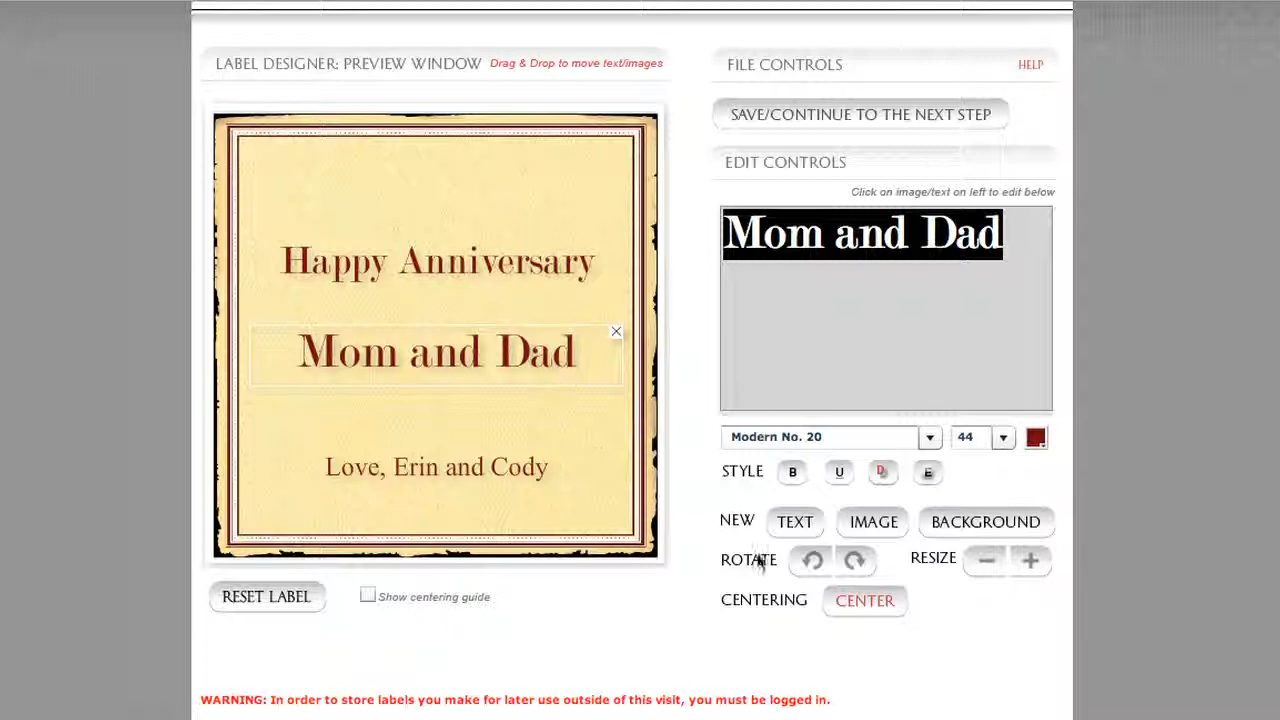 LABEL DESIGNER: PREVIEW WINDOW Drag & Drop to move text/images
Happy Anniversary
Mom and Dad
Love, Erin and Cody
RESET LABEL Show centering guide
FILE CONTROLS HELP
SAVE/CONTINUE TO THE NEXT STEP
EDIT CONTROLS
Click on image/text on left to edit below
Mom and Dad
Modern No. 20 44
STYLE B U D E
NEW TEXT IMAGE BACKGROUND
ROTATE RESIZE − +
CENTERING CENTER
WARNING: In order to store labels you make for later use outside of this visit, you must be logged in.